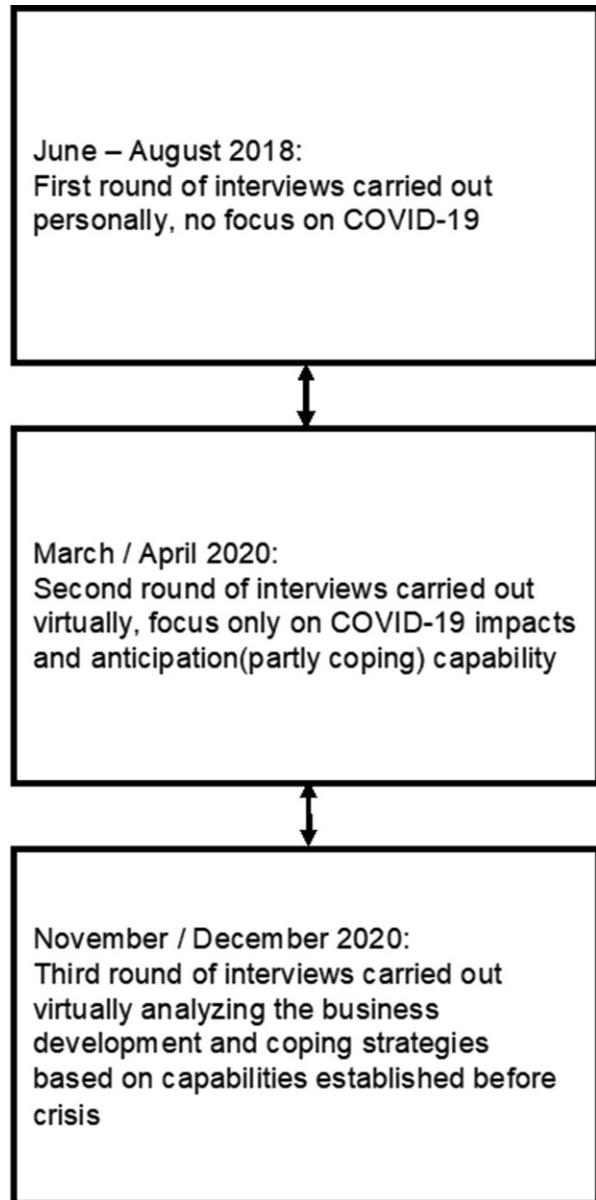 June – August 2018:
First round of interviews carried out
personally, no focus on COVID-19
March / April 2020:
Second round of interviews carried out
virtually, focus only on COVID-19 impacts
and anticipation(partly coping) capability
November / December 2020:
Third round of interviews carried out
virtually analyzing the business
development and coping strategies
based on capabilities established before
crisis